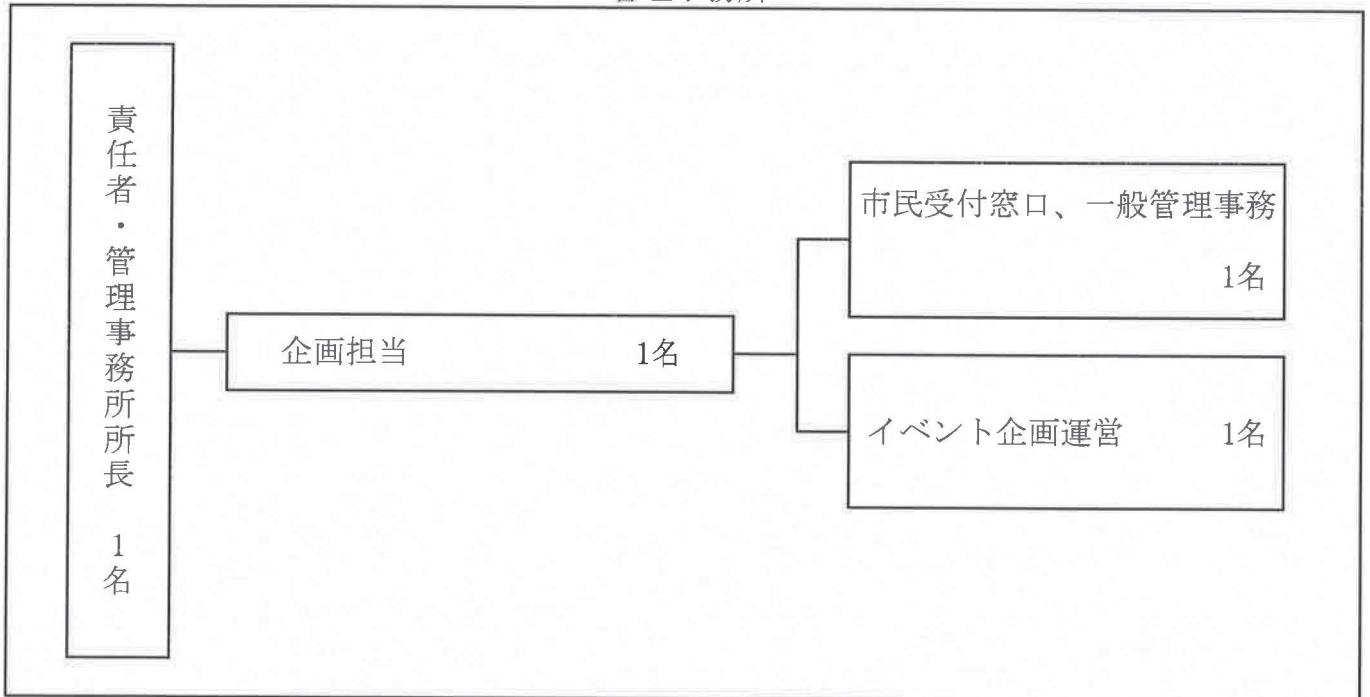 責任者・管理事務所所長　1名
企画担当　1名
市民受付窓口、一般管理事務
1名
イベント企画運営　1名